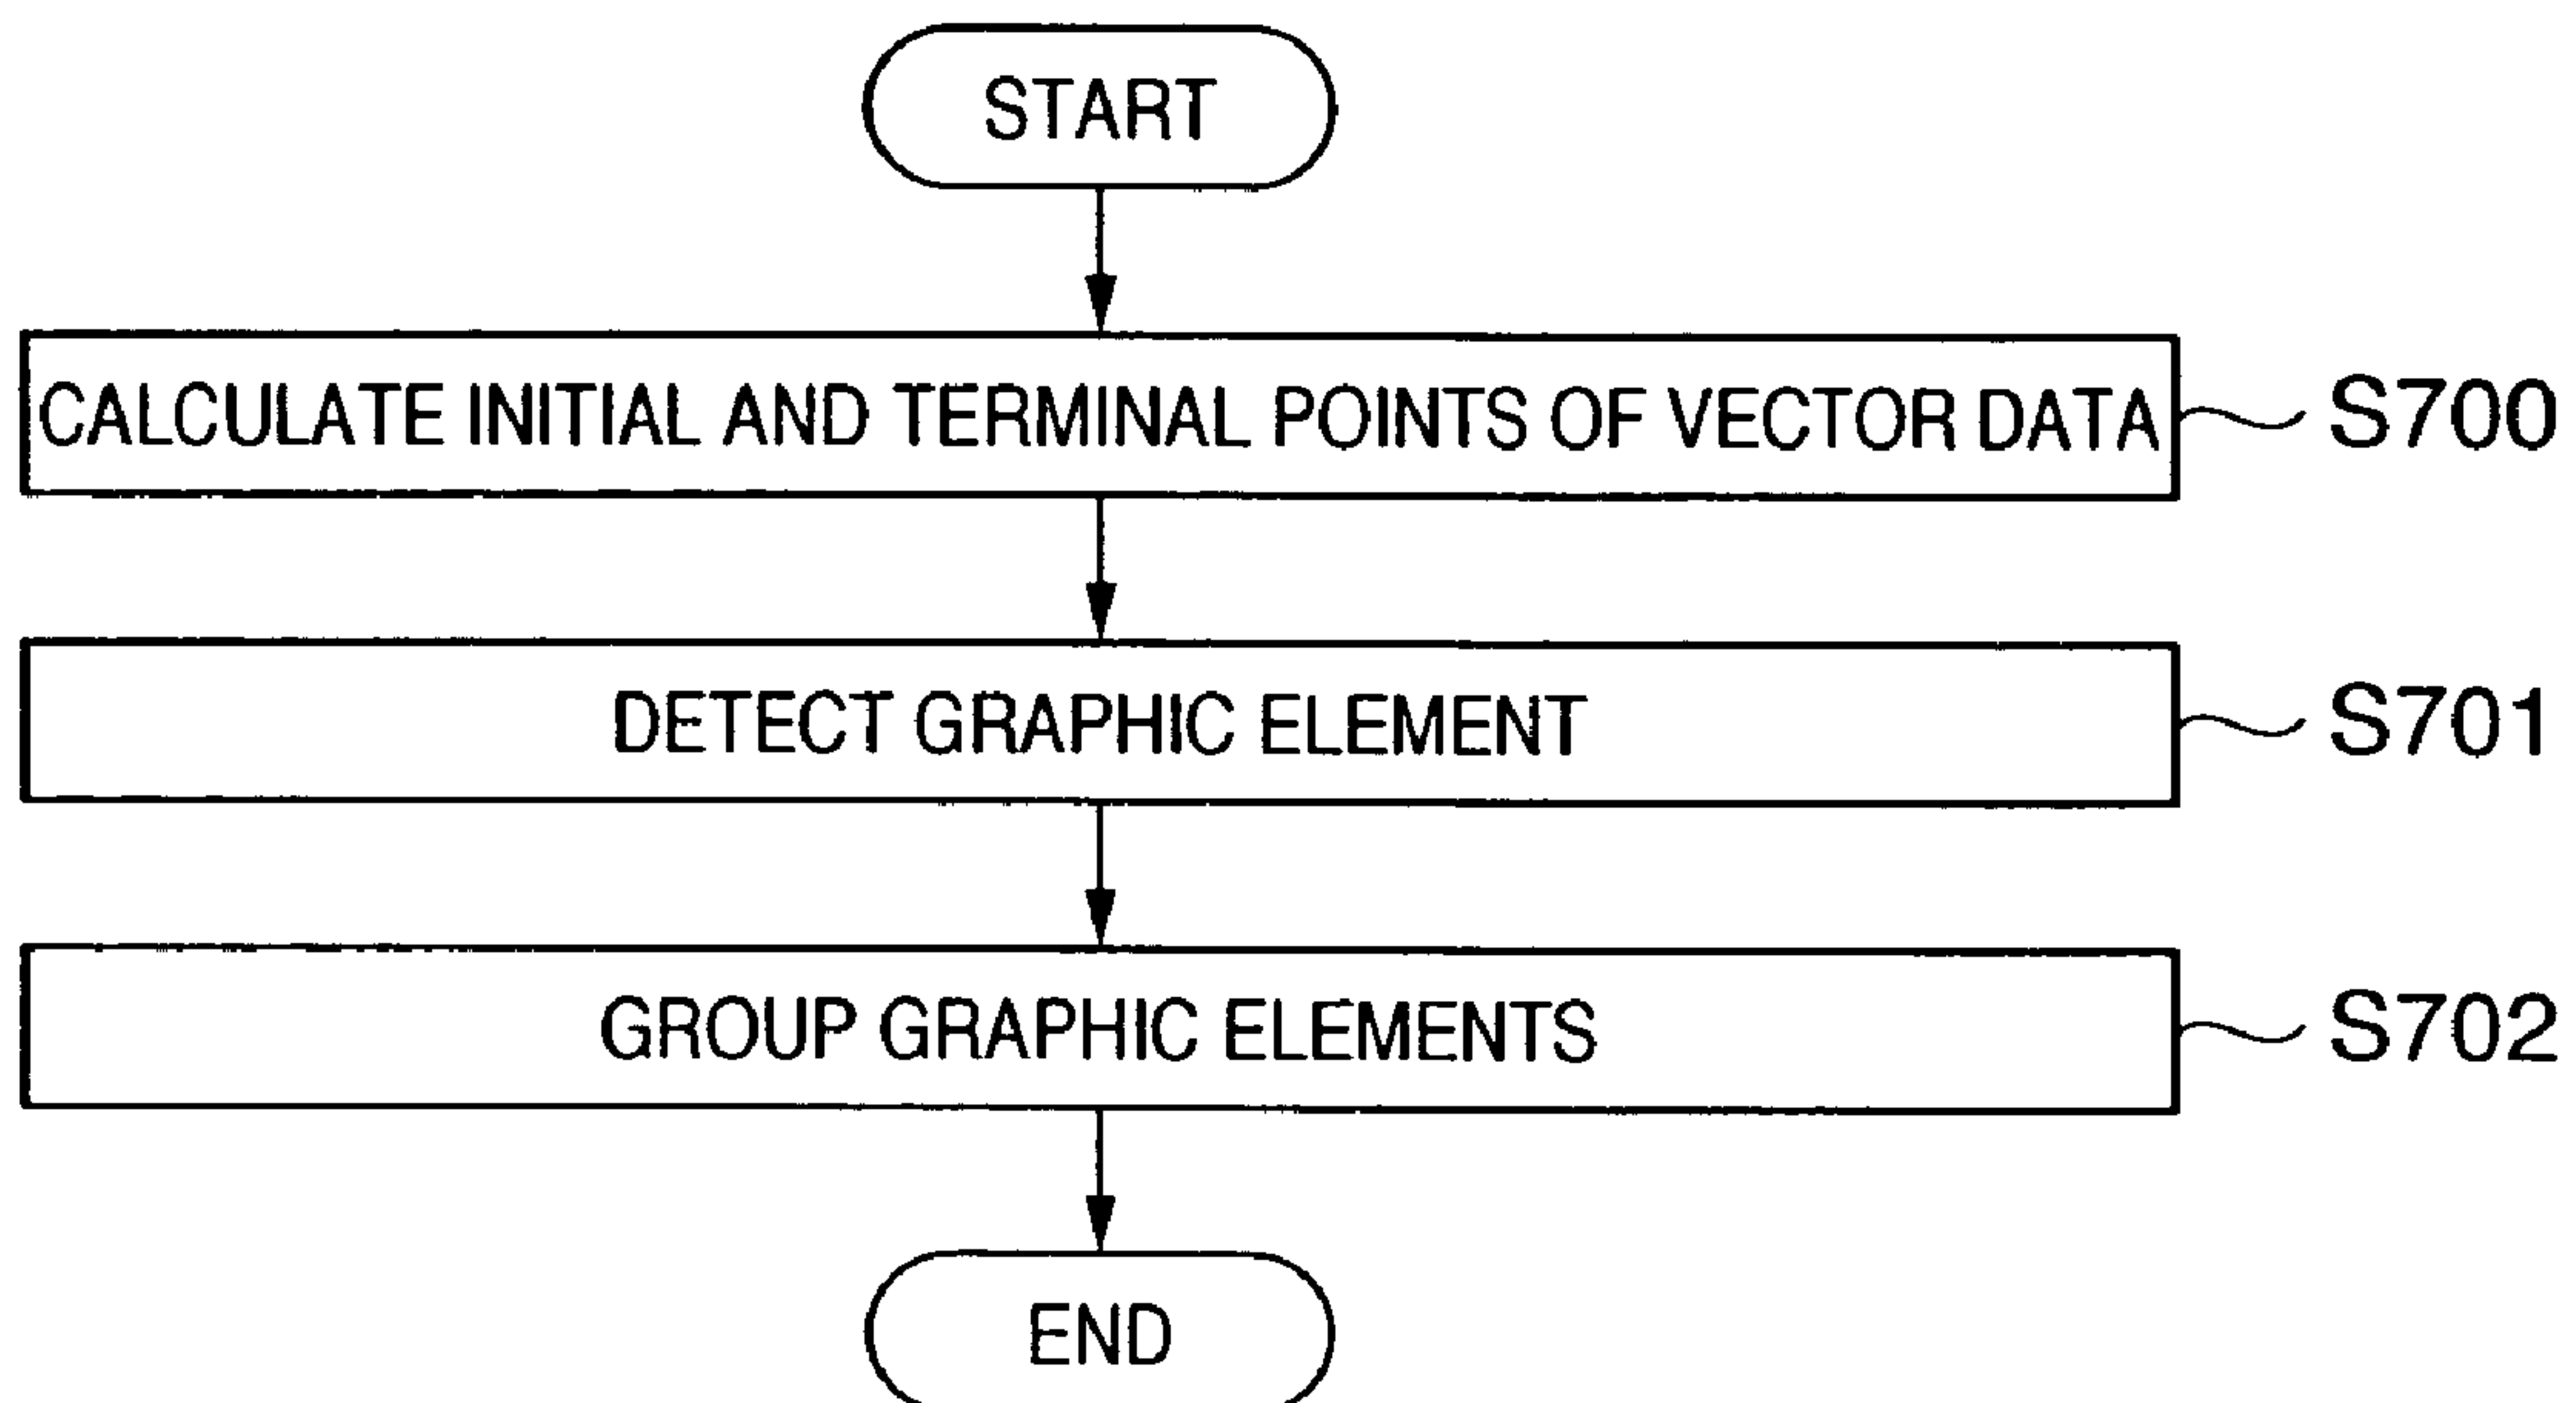 START
CALCULATE INITIAL AND TERMINAL POINTS OF VECTOR DATA S700
DETECT GRAPHIC ELEMENT S701
GROUP GRAPHIC ELEMENTS S702
END